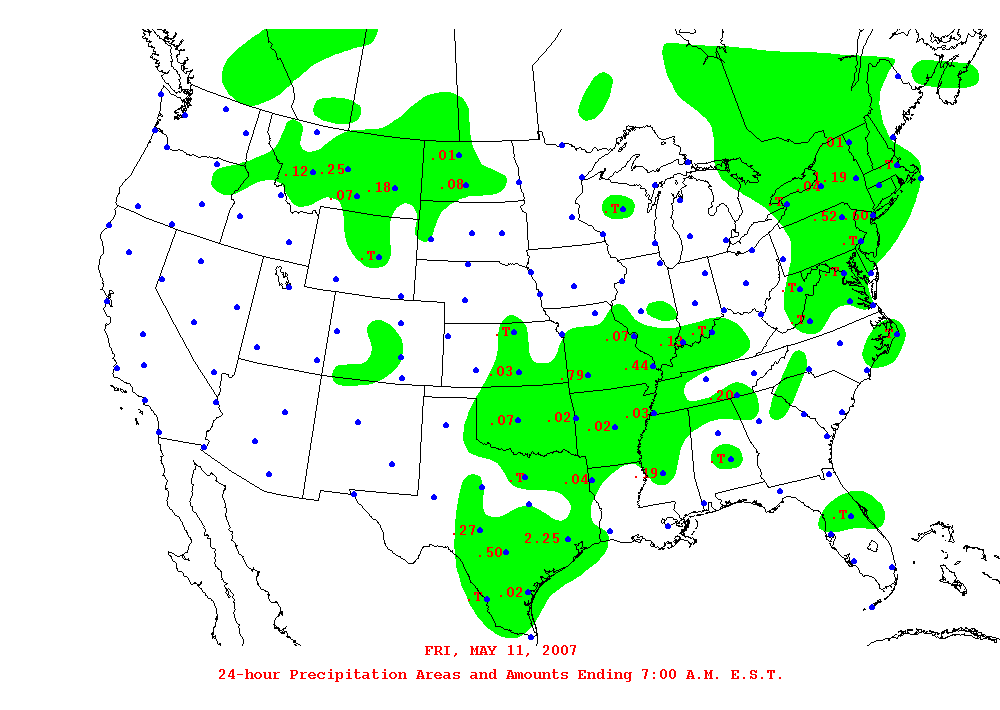 .01
.01
.T
.12 .25
.19
.18
.08
.04
.07
.T
.T
.52 .60
.T
.T
.T
.T
.T
.T
.T
.T
.07
.44
.03
.79
.20
.07
.02
.02
.03
.T
.19
.T
.04
.T
.27
2.25
.50
.T
.02
FRI, MAY 11, 2007
24-hour Precipitation Areas and Amounts Ending 7:00 A.M. E.S.T.